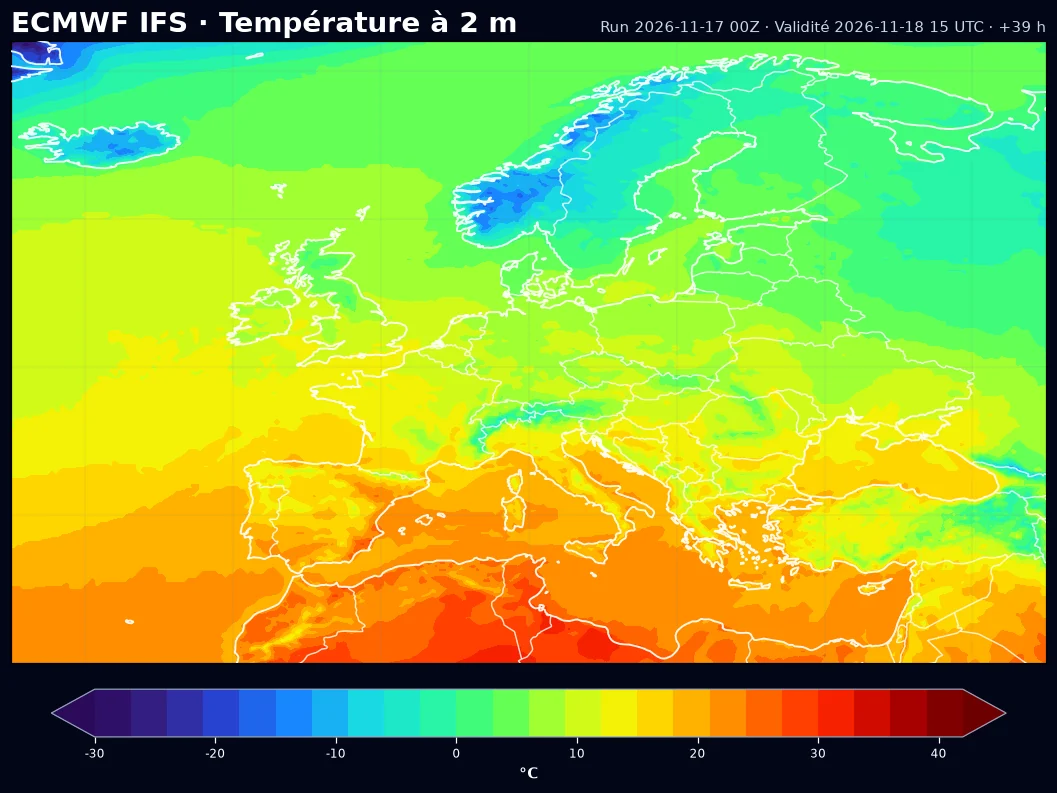 ECMWF IFS · Température à 2 m
Run 2026-11-17 00Z · Validité 2026-11-18 15 UTC · +39 h
-30 -20 -10 0 10 20 30 40
°C